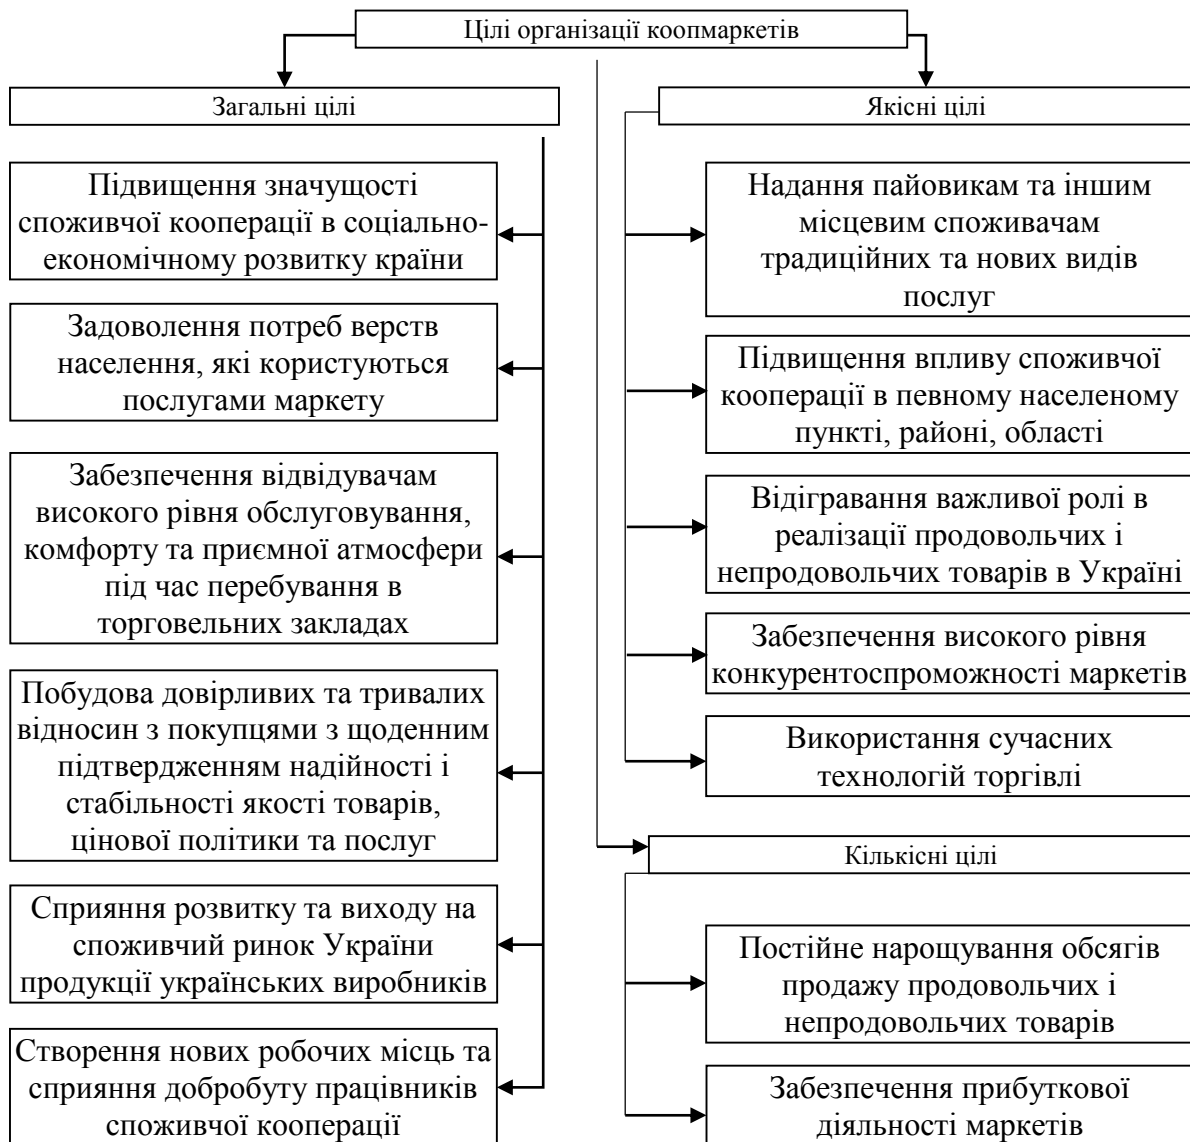 Цілі організації коопмаркетів
Загальні цілі
Підвищення значущості
споживчої кооперації в соціально-
економічному розвитку країни
Задоволення потреб верств
населення, які користуються
послугами маркету
Забезпечення відвідувачам
високого рівня обслуговування,
комфорту та приємної атмосфери
під час перебування в
торговельних закладах
Побудова довірливих та тривалих
відносин з покупцями з щоденним
підтвердженням надійності і
стабільності якості товарів,
цінової політики та послуг
Сприяння розвитку та виходу на
споживчий ринок України
продукції українських виробників
Створення нових робочих місць та
сприяння добробуту працівників
споживчої кооперації
Якісні цілі
Надання пайовикам та іншим
місцевим споживачам
традиційних та нових видів
послуг
Підвищення впливу споживчої
кооперації в певному населеному
пункті, районі, області
Відігравання важливої ролі в
реалізації продовольчих і
непродовольчих товарів в Україні
Забезпечення високого рівня
конкурентоспроможності маркетів
Використання сучасних
технологій торгівлі
Кількісні цілі
Постійне нарощування обсягів
продажу продовольчих і
непродовольчих товарів
Забезпечення прибуткової
діяльності маркетів